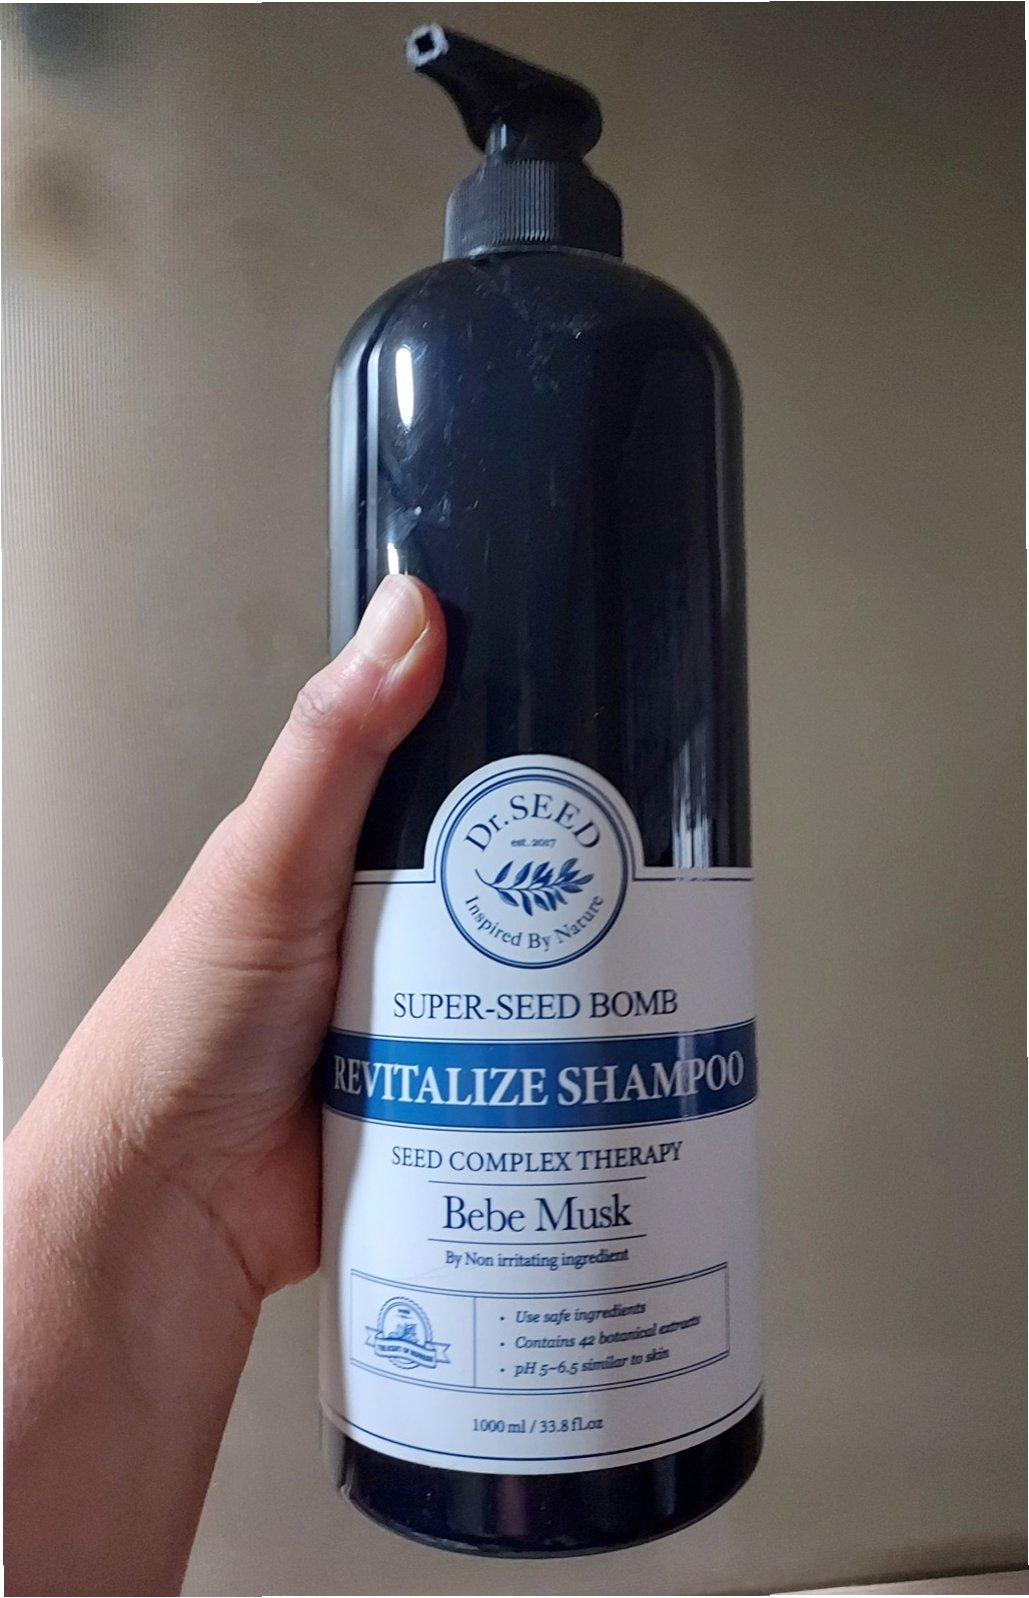 Dr. SEED
est. 2017
Inspired By Nature
SUPER-SEED BOMB
REVITALIZE SHAMPOO
SEED COMPLEX THERAPY
Bebe Musk
By Non irritating ingredient
• Use safe ingredients
• Contains 42 botanical extracts
• pH 5~6.5 similar to skin
1000 ml / 33.8 fl.oz